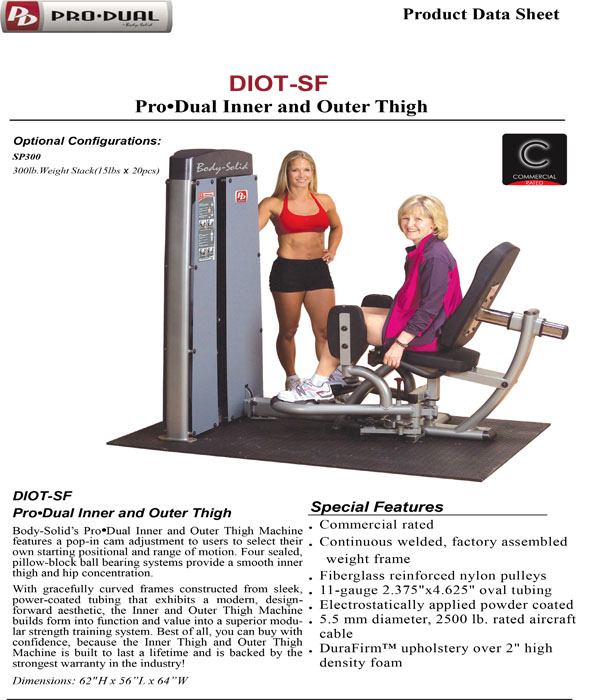 PD PRO•DUAL
by Body-Solid
Product Data Sheet
DIOT-SF
Pro•Dual Inner and Outer Thigh
Optional Configurations:
SP300
300lb.Weight Stack(15lbs x 20pcs)
Body-Solid
PD
C
COMMERCIAL
RATED
DIOT-SF
Pro•Dual Inner and Outer Thigh
Body-Solid's Pro•Dual Inner and Outer Thigh Machine
features a pop-in cam adjustment to users to select their
own starting positional and range of motion. Four sealed,
pillow-block ball bearing systems provide a smooth inner
thigh and hip concentration.
With gracefully curved frames constructed from sleek,
power-coated tubing that exhibits a modern, design-
forward aesthetic, the Inner and Outer Thigh Machine
builds form into function and value into a superior modu-
lar strength training system. Best of all, you can buy with
confidence, because the Inner Thigh and Outer Thigh
Machine is built to last a lifetime and is backed by the
strongest warranty in the industry!
Dimensions: 62"H x 56"L x 64"W
Special Features
• Commercial rated
• Continuous welded, factory assembled
weight frame
• Fiberglass reinforced nylon pulleys
• 11-gauge 2.375"x4.625" oval tubing
• Electrostatically applied powder coated
• 5.5 mm diameter, 2500 lb. rated aircraft
cable
• DuraFirm™ upholstery over 2" high
density foam